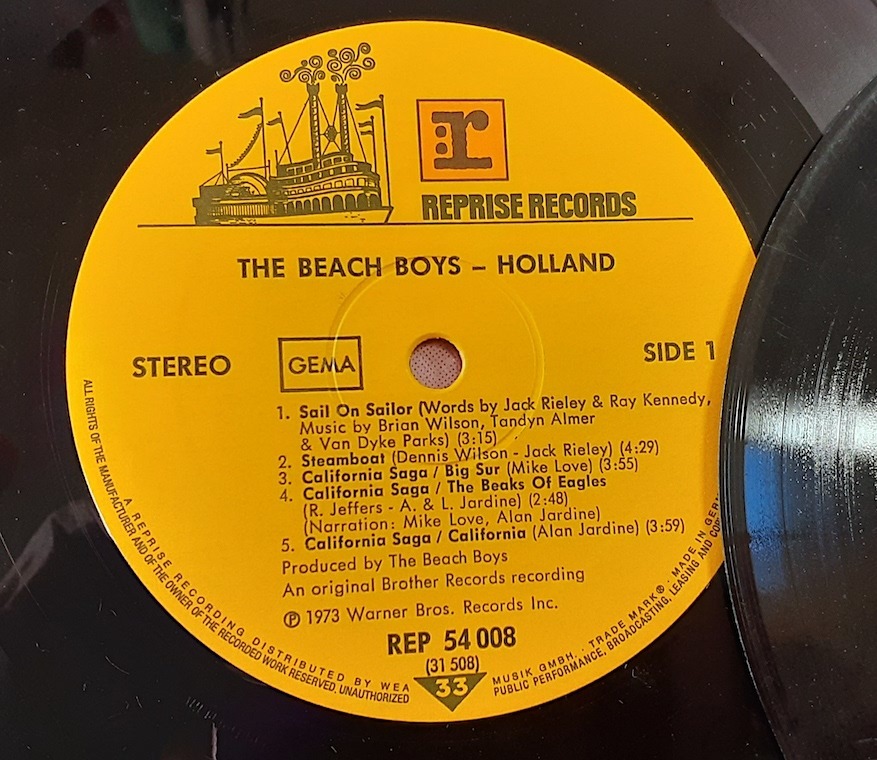 r
REPRISE RECORDS
THE BEACH BOYS – HOLLAND
STEREO
GEMA
SIDE 1
1. Sail On Sailor (Words by Jack Rieley & Ray Kennedy,
Music by Brian Wilson, Tandyn Almer
& Van Dyke Parks) (3:15)
2. Steamboat (Dennis Wilson - Jack Rieley) (4:29)
3. California Saga / Big Sur (Mike Love) (3:55)
4. California Saga / The Beaks Of Eagles
(R. Jeffers - A. & L. Jardine) (2:48)
(Narration: Mike Love, Alan Jardine)
5. California Saga / California (Alan Jardine) (3:59)
Produced by The Beach Boys
An original Brother Records recording
℗ 1973 Warner Bros. Records Inc.
REP 54 008
(31 508)
33
A REPRISE RECORDING DISTRIBUTED BY WEA MUSIK GMBH. · TRADE MARK® · MADE IN
ALL RIGHTS OF THE MANUFACTURER AND OF THE OWNER OF THE RECORDED WORK RESERVED, UNAUTHORIZED PUBLIC PERFORMANCE, BROADCASTING, LEASING AND